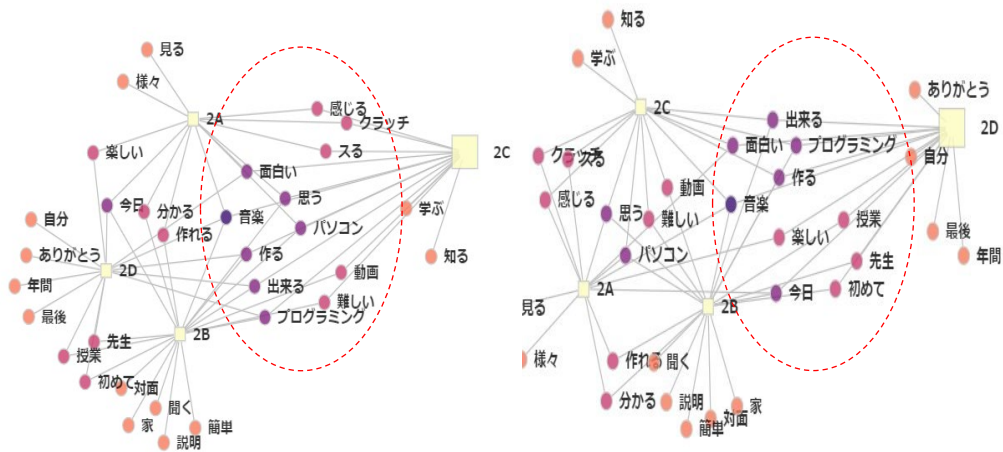 見る
様々
2A
感じる
クラッチ
スる
2C
楽しい
面白い
思う
今日
分かる
音楽
学ぶ
自分
作れる
パソコン
ありがとう
作る
知る
2D
動画
年間
出来る
難しい
最後
プログラミング
2B
先生
授業
初めて
対面
聞く
家
簡単
説明
知る
学ぶ
ありがとう
2C
出来る
2D
面白い
プログラミング
クラッチ
スる
自分
作る
動画
感じる
音楽
思う
難しい
授業
楽しい
最後
パソコン
年間
先生
2A
今日
初めて
見る
2B
様々
作れる
聞く
分かる
説明
家
対面
簡単